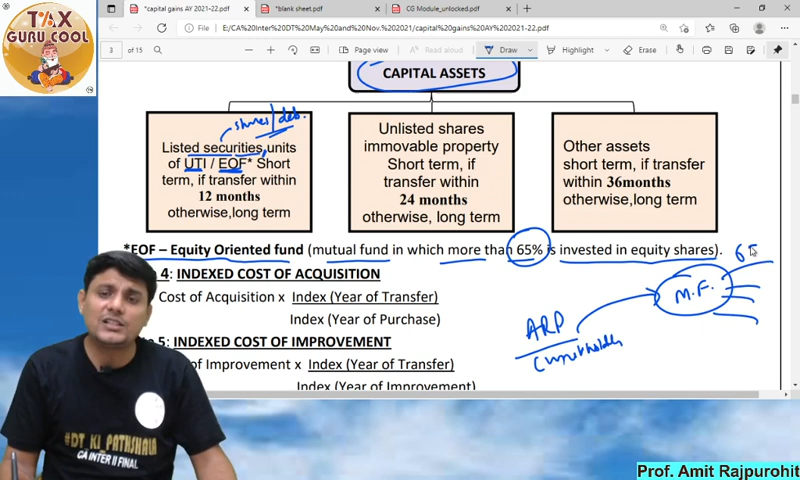 TAX
GURU COOL
*capital gains AY 2021-22.pdf
*blank sheet.pdf
CG Module_unlocked.pdf
E:/CA%20Inter%20DT%20May%20and%20Nov.%202021/capital%20gains%20AY%202021-22.pdf
3 of 15
Page view
Read aloud
Draw
Highlight
Erase
CAPITAL ASSETS
shares/deb.
Listed securities, units
of UTI / EOF* Short
term, if transfer within
12 months
otherwise,long term
Unlisted shares
immovable property
Short term, if
transfer within
24 months
otherwise, long term
Other assets
short term, if transfer
within 36months
otherwise,long term
*EOF – Equity Oriented fund (mutual fund in which more than 65% is invested in equity shares).
65
4: INDEXED COST OF ACQUISITION
Cost of Acquisition x Index (Year of Transfer)
Index (Year of Purchase)
M.F.
ARP
(unitholder
5: INDEXED COST OF IMPROVEMENT
of Improvement x Index (Year of Transfer)
Index (Year of Improvement)
#DT KI PATHSHALA
CA INTER II FINAL
Prof. Amit Rajpurohit